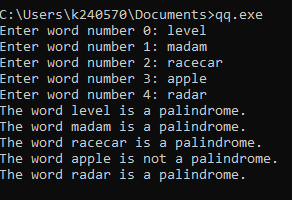 C:\Users\k240570\Documents>qq.exe
Enter word number 0: level
Enter word number 1: madam
Enter word number 2: racecar
Enter word number 3: apple
Enter word number 4: radar
The word level is a palindrome.
The word madam is a palindrome.
The word racecar is a palindrome.
The word apple is not a palindrome.
The word radar is a palindrome.